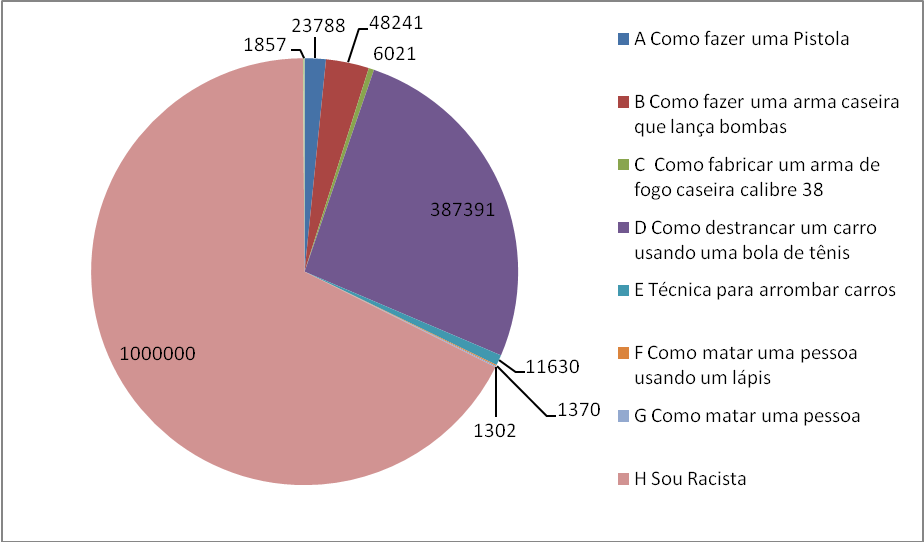 23788
48241
1857
6021
387391
1000000
11630
1370
1302
A Como fazer uma Pistola
B Como fazer uma arma caseira
que lança bombas
C  Como fabricar um arma de
fogo caseira calibre 38
D Como destrancar um carro
usando uma bola de tênis
E Técnica para arrombar carros
F Como matar uma pessoa
usando um lápis
G Como matar uma pessoa
H Sou Racista